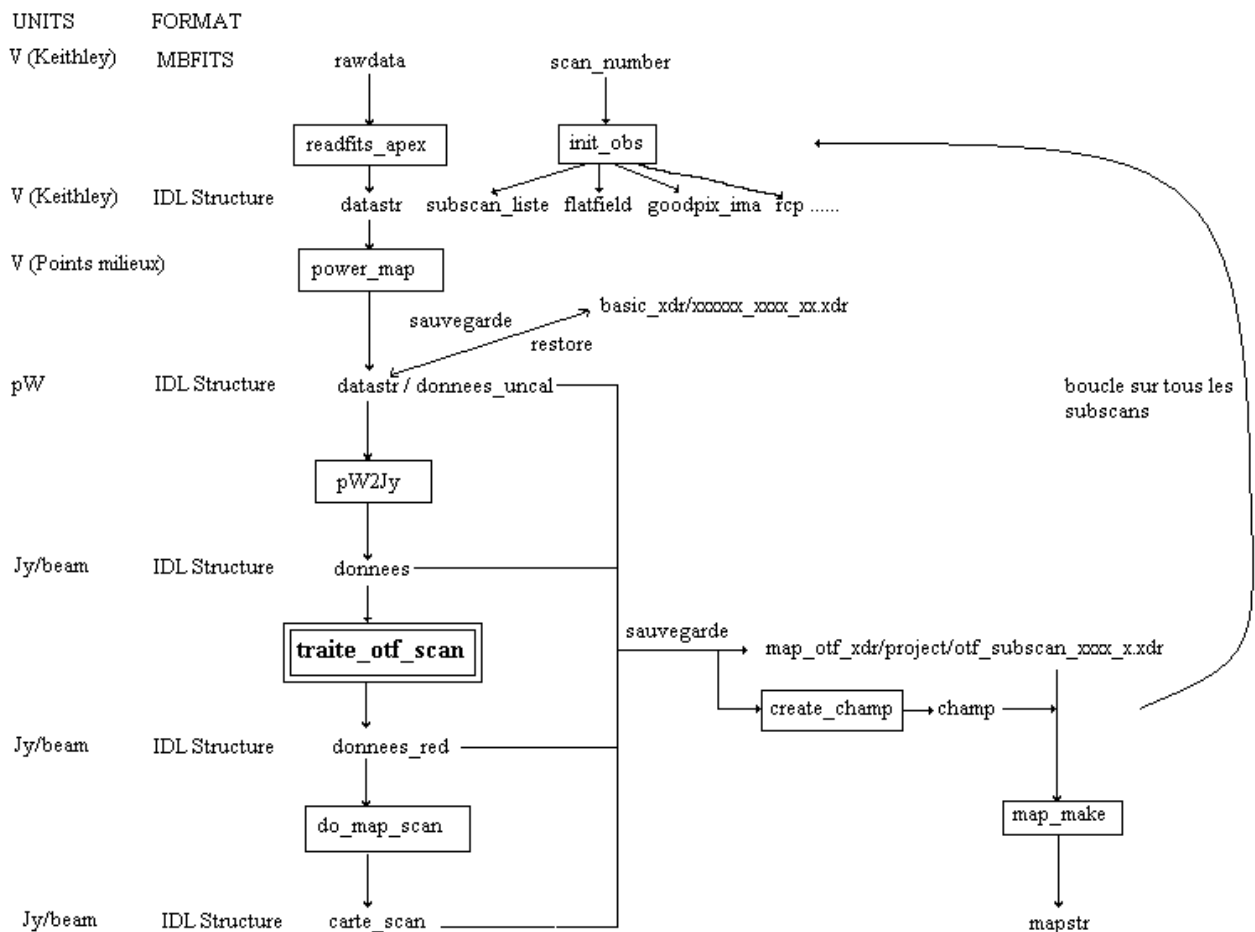 UNITS FORMAT
V (Keithley) MBFITS rawdata scan_number
readfits_apex init_obs
V (Keithley) IDL Structure datastr subscan_liste flatfield goodpix_ima rcp ......
V (Points milieux) power_map
basic_xdr/xxxxxx_xxxx_xx.xdr
sauvegarde
restore
pW IDL Structure datastr / donnees_uncal
boucle sur tous les
subscans
pW2Jy
Jy/beam IDL Structure donnees
traite_otf_scan
sauvegarde
map_otf_xdr/project/otf_subscan_xxxx_x.xdr
create_champ champ
Jy/beam IDL Structure donnees_red
do_map_scan map_make
Jy/beam IDL Structure carte_scan mapstr